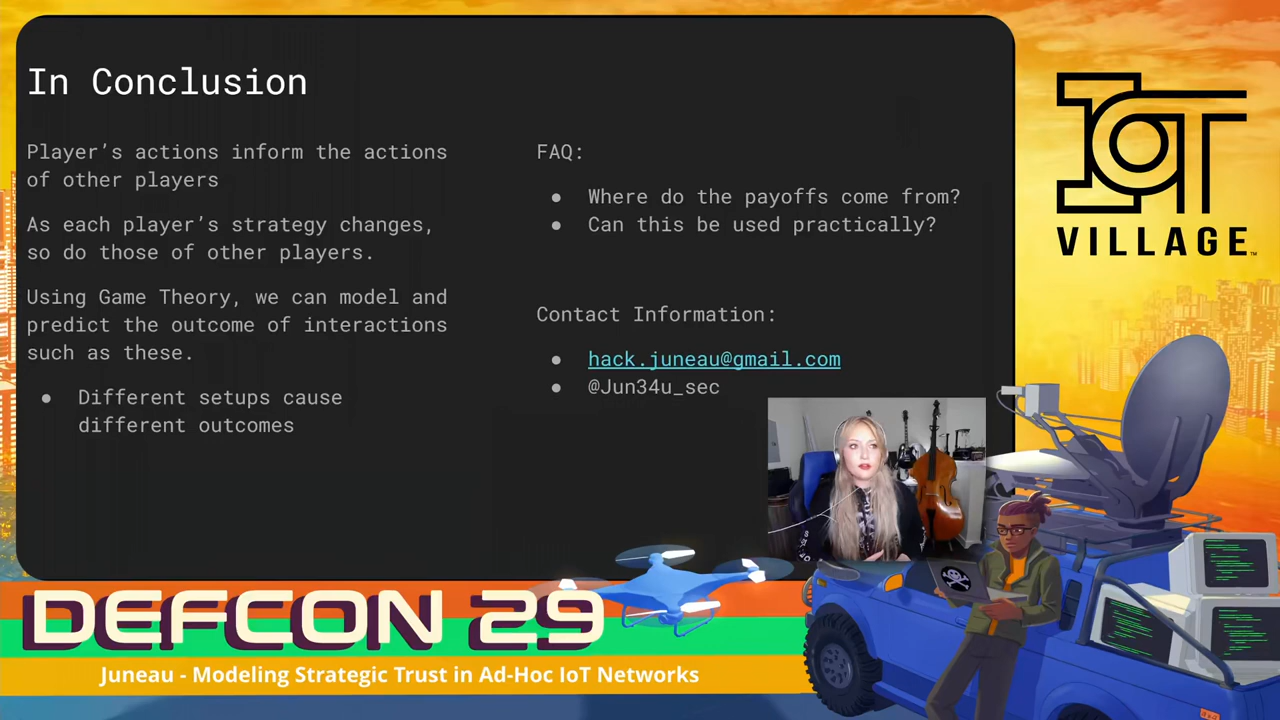 In Conclusion
Player’s actions inform the actions
of other players
As each player’s strategy changes,
so do those of other players.
Using Game Theory, we can model and
predict the outcome of interactions
such as these.
● Different setups cause
different outcomes
FAQ:
● Where do the payoffs come from?
● Can this be used practically?
Contact Information:
● hack.juneau@gmail.com
● @Jun34u_sec
IoT
VILLAGE™
DEFCON 29
Juneau - Modeling Strategic Trust in Ad-Hoc IoT Networks